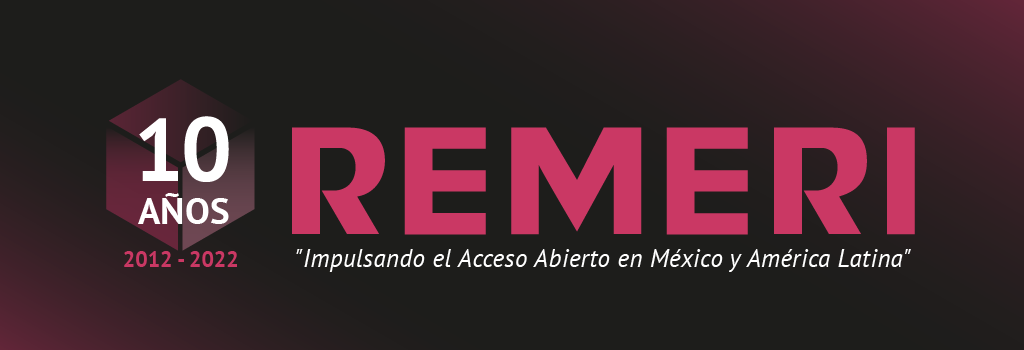 10
AÑOS
2012 - 2022
REMERI
"Impulsando el Acceso Abierto en México y América Latina"